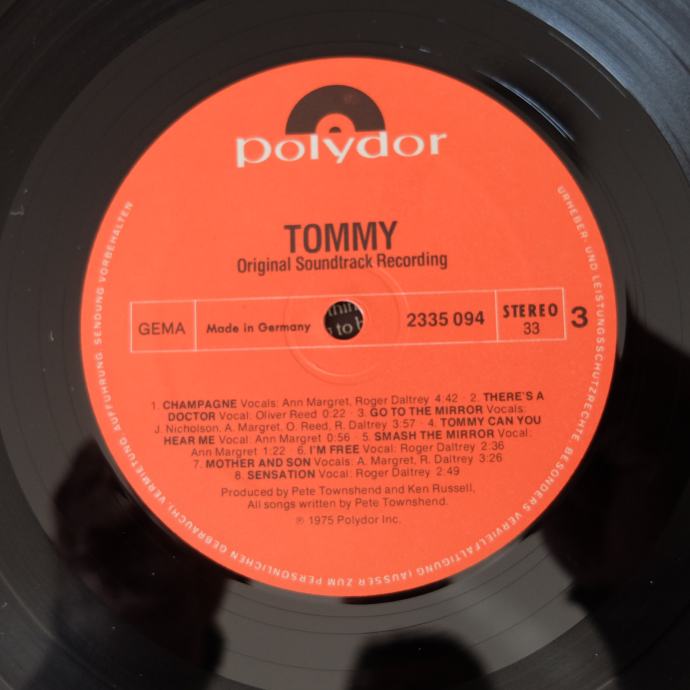 polydor
TOMMY
Original Soundtrack Recording
GEMA
Made in Germany
2335 094
STEREO
33
3
1. CHAMPAGNE Vocals: Ann Margret, Roger Daltrey 4:42 · 2. THERE'S A
DOCTOR Vocal: Oliver Reed 0:22 · 3. GO TO THE MIRROR Vocals:
J. Nicholson, A. Margret, O. Reed, R. Daltrey 3:57 · 4. TOMMY CAN YOU
HEAR ME Vocal: Ann Margret 0:56 · 5. SMASH THE MIRROR Vocal:
Ann Margret 1:22 · 6. I'M FREE Vocal: Roger Daltrey 2:36
7. MOTHER AND SON Vocals: A. Margret, R. Daltrey 3:26
8. SENSATION Vocal: Roger Daltrey 2:49
Produced by Pete Townshend and Ken Russell,
All songs written by Pete Townshend.
℗ 1975 Polydor Inc.
URHEBER- UND LEISTUNGSSCHUTZRECHTE, BESONDERS VERVIELFÄLTIGUNG (AUSSER ZUM PERSÖNLICHEN GEBRAUCH), VERMIETUNG, AUFFÜHRUNG, SENDUNG VORBEHALTEN